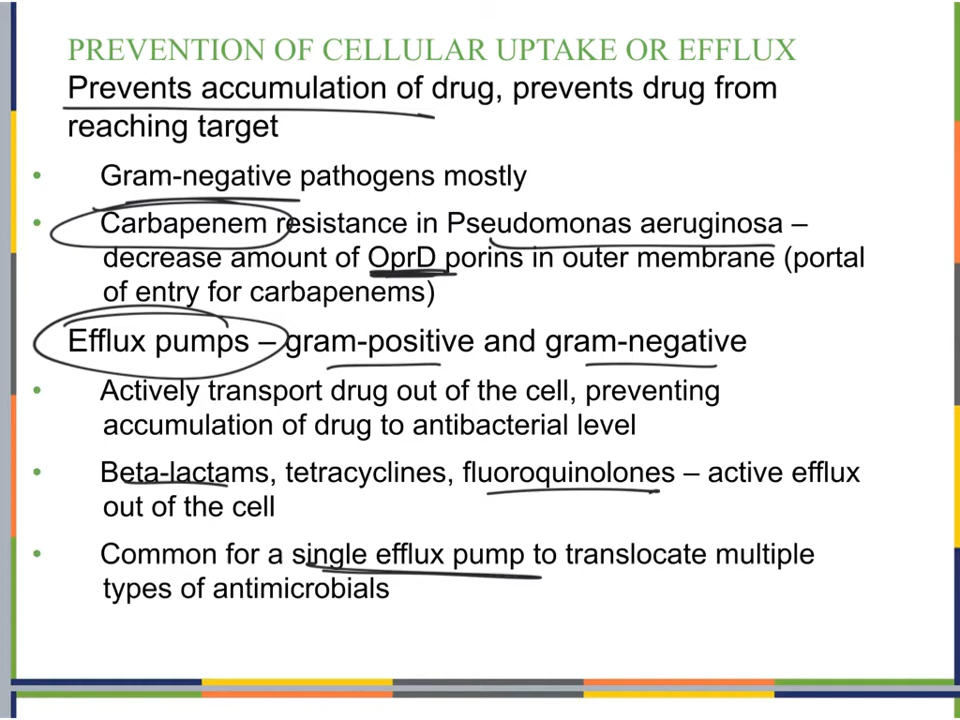 PREVENTION OF CELLULAR UPTAKE OR EFFLUX
Prevents accumulation of drug, prevents drug from
reaching target
• Gram-negative pathogens mostly
• Carbapenem resistance in Pseudomonas aeruginosa –
decrease amount of OprD porins in outer membrane (portal
of entry for carbapenems)
Efflux pumps – gram-positive and gram-negative
• Actively transport drug out of the cell, preventing
accumulation of drug to antibacterial level
• Beta-lactams, tetracyclines, fluoroquinolones – active efflux
out of the cell
• Common for a single efflux pump to translocate multiple
types of antimicrobials